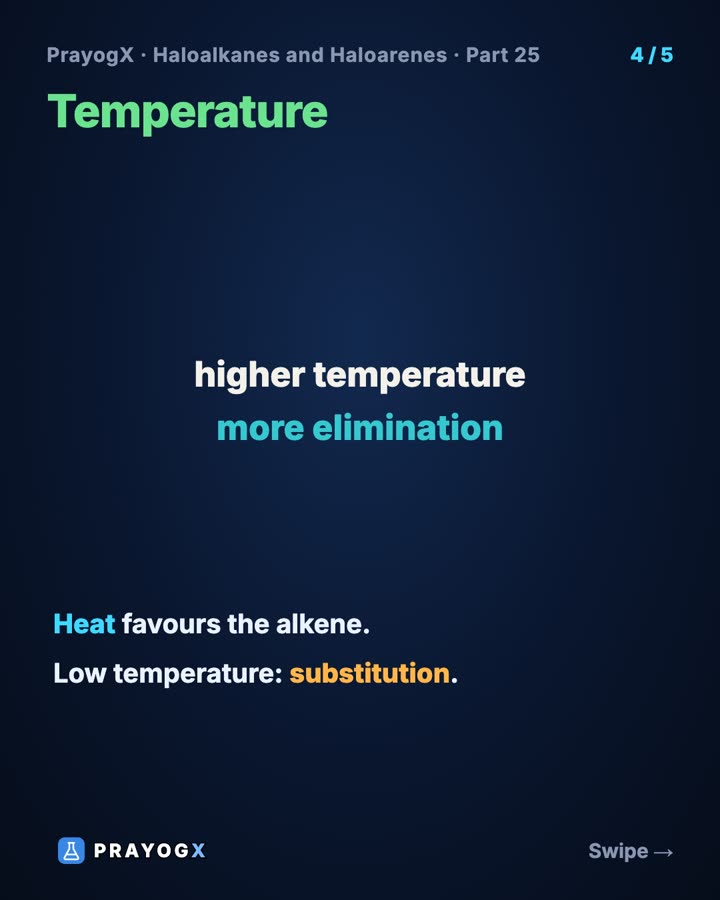 PrayogX · Haloalkanes and Haloarenes · Part 25
4 / 5
Temperature
higher temperature
more elimination
Heat favours the alkene.
Low temperature: substitution.
PRAYOGX
Swipe →